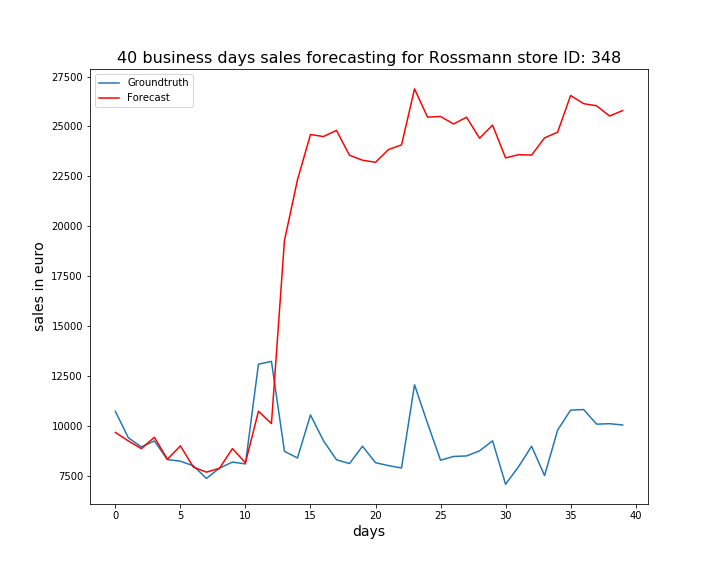 40 business days sales forecasting for Rossmann store ID: 348
Groundtruth
Forecast
27500
25000
22500
20000
17500
15000
12500
10000
7500
sales in euro
0 5 10 15 20 25 30 35 40
days